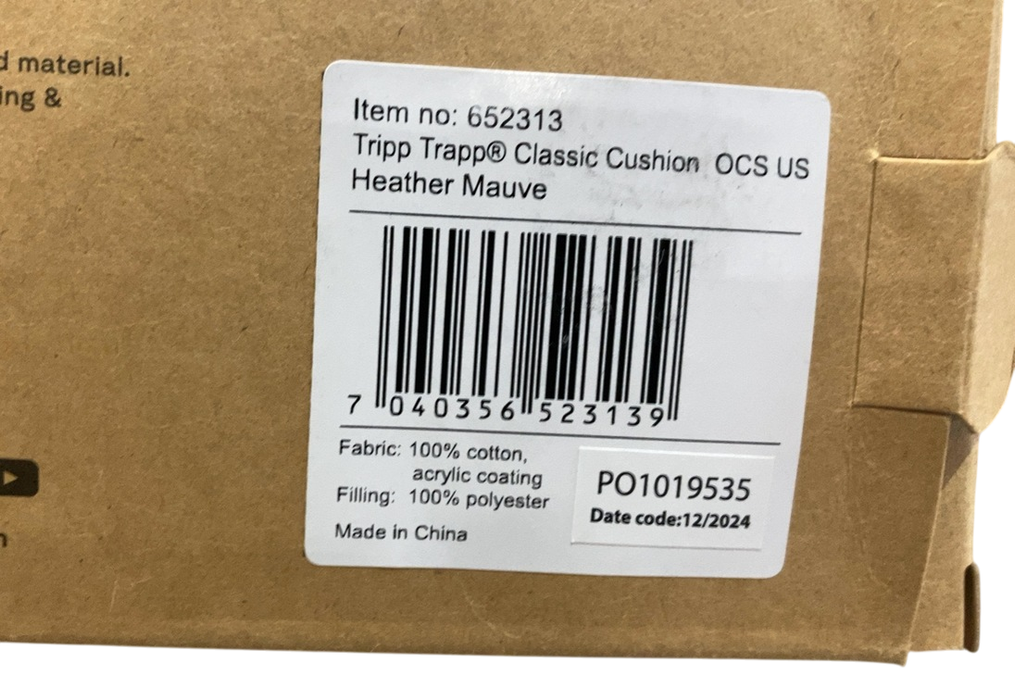 d material.
ing &
Item no: 652313
Tripp Trapp® Classic Cushion OCS US
Heather Mauve
7 040356 523139
Fabric: 100% cotton,
acrylic coating
Filling: 100% polyester
Made in China
PO1019535
Date code:12/2024
n